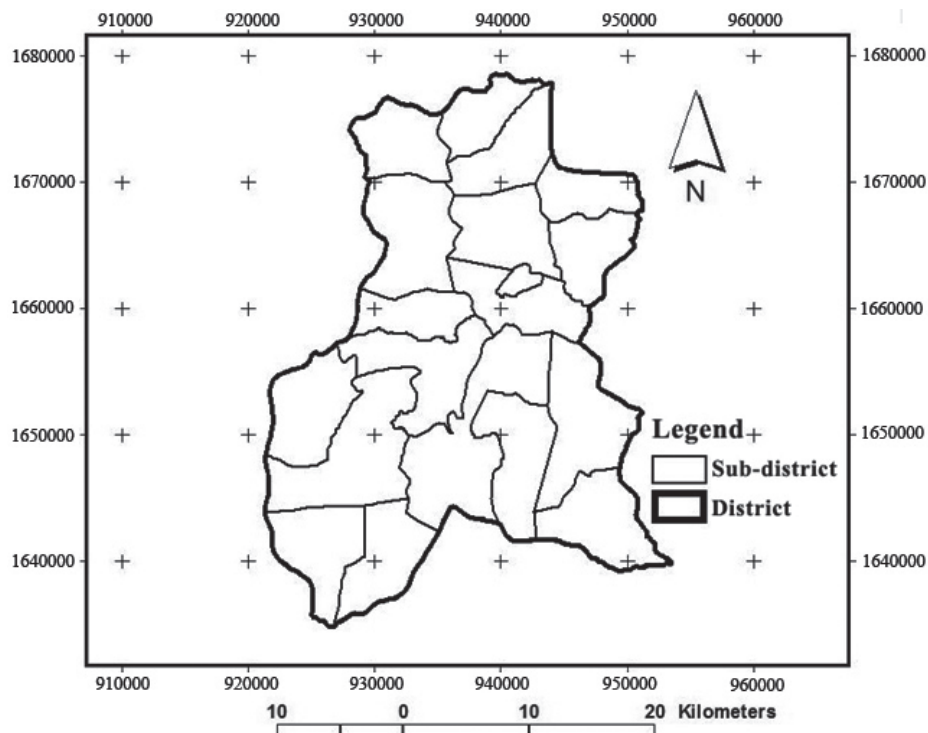 910000 920000 930000 940000 950000 960000
1680000 1680000
1670000 1670000
N
1660000 1660000
1650000 1650000
Legend
Sub-district
District
1640000 1640000
910000 920000 930000 940000 950000 960000
10 0 10 20 Kilometers